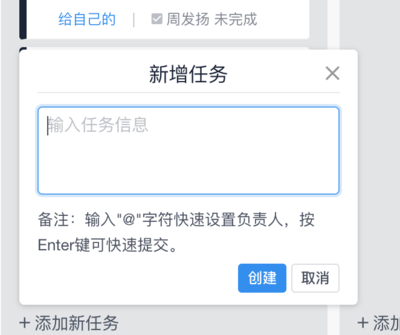 给自己的 | 周发扬 未完成
新增任务
输入任务信息
备注：输入"@"字符快速设置负责人，按
Enter键可快速提交。
创建 取消
+ 添加新任务 + 添加